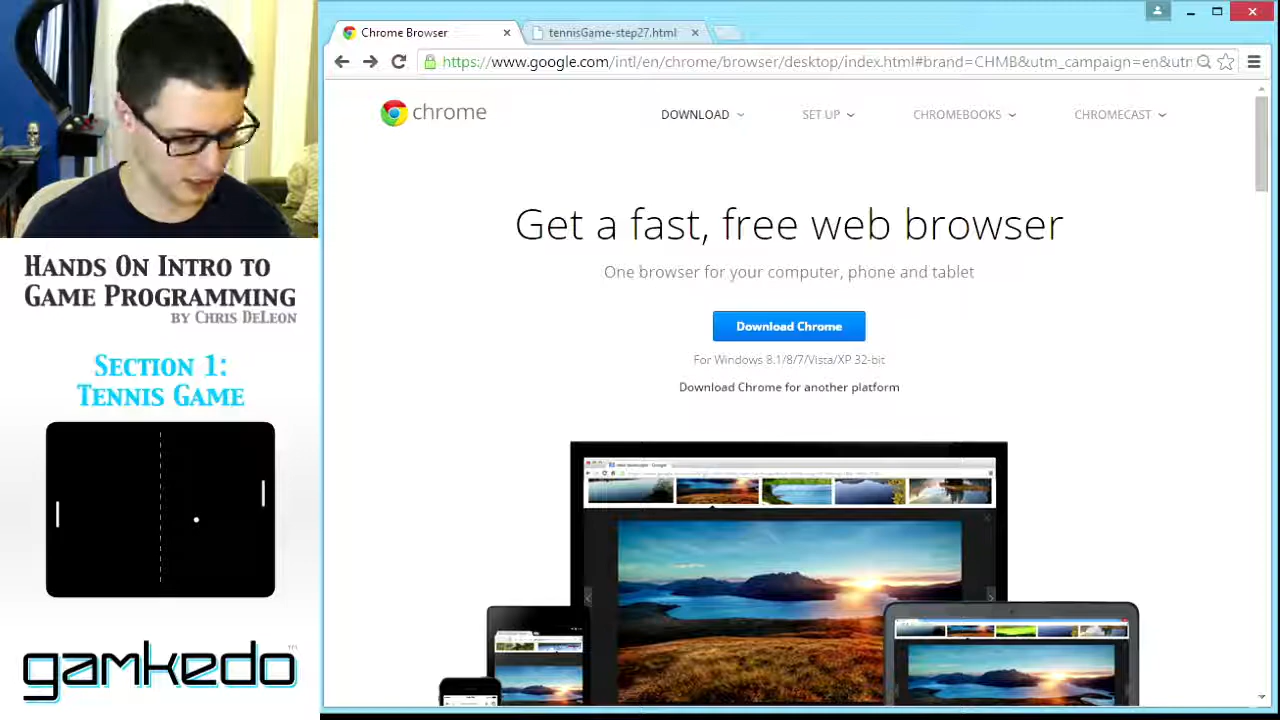 Chrome Browser
tennisGame-step27.html
https://www.google.com/intl/en/chrome/browser/desktop/index.html#brand=CHMB&utm_campaign=en&utm
chrome
DOWNLOAD
SET UP
CHROMEBOOKS
CHROMECAST
Get a fast, free web browser
One browser for your computer, phone and tablet
Download Chrome
For Windows 8.1/8/7/Vista/XP 32-bit
Download Chrome for another platform
Hands On Intro to
Game Programming
by Chris DeLeon
Section 1:
Tennis Game
gamkedo